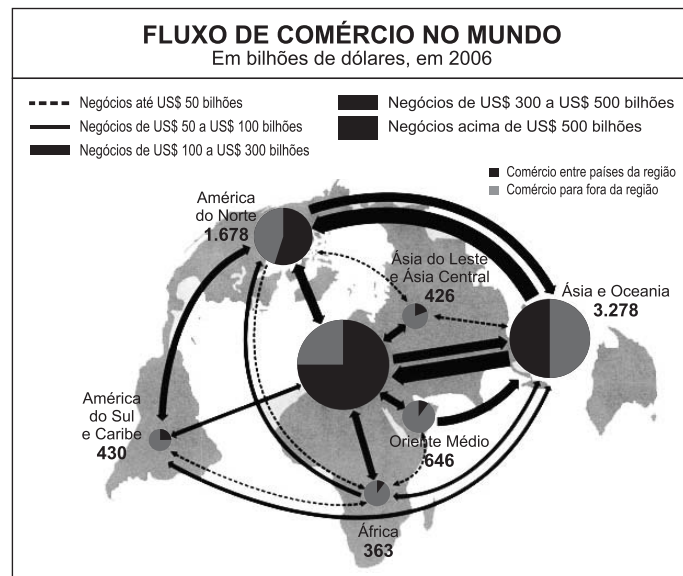 FLUXO DE COMÉRCIO NO MUNDO
Em bilhões de dólares, em 2006
Negócios até US$ 50 bilhões
Negócios de US$ 50 a US$ 100 bilhões
Negócios de US$ 100 a US$ 300 bilhões
Negócios de US$ 300 a US$ 500 bilhões
Negócios acima de US$ 500 bilhões
Comércio entre países da região
Comércio para fora da região
América
do Norte
1.678
Ásia do Leste
e Ásia Central
426
Ásia e Oceania
3.278
América
do Sul
e Caribe
430
Oriente Médio
646
África
363